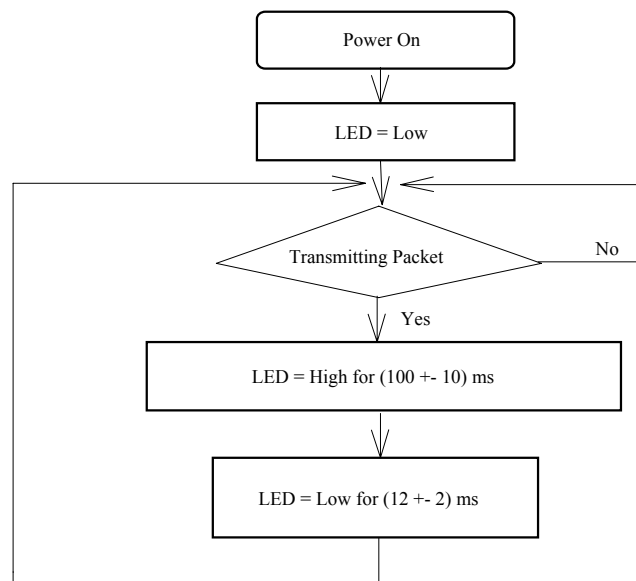 Power On
LED = Low
Transmitting Packet
No
Yes
LED = High for (100 +- 10) ms
LED = Low for (12 +- 2) ms